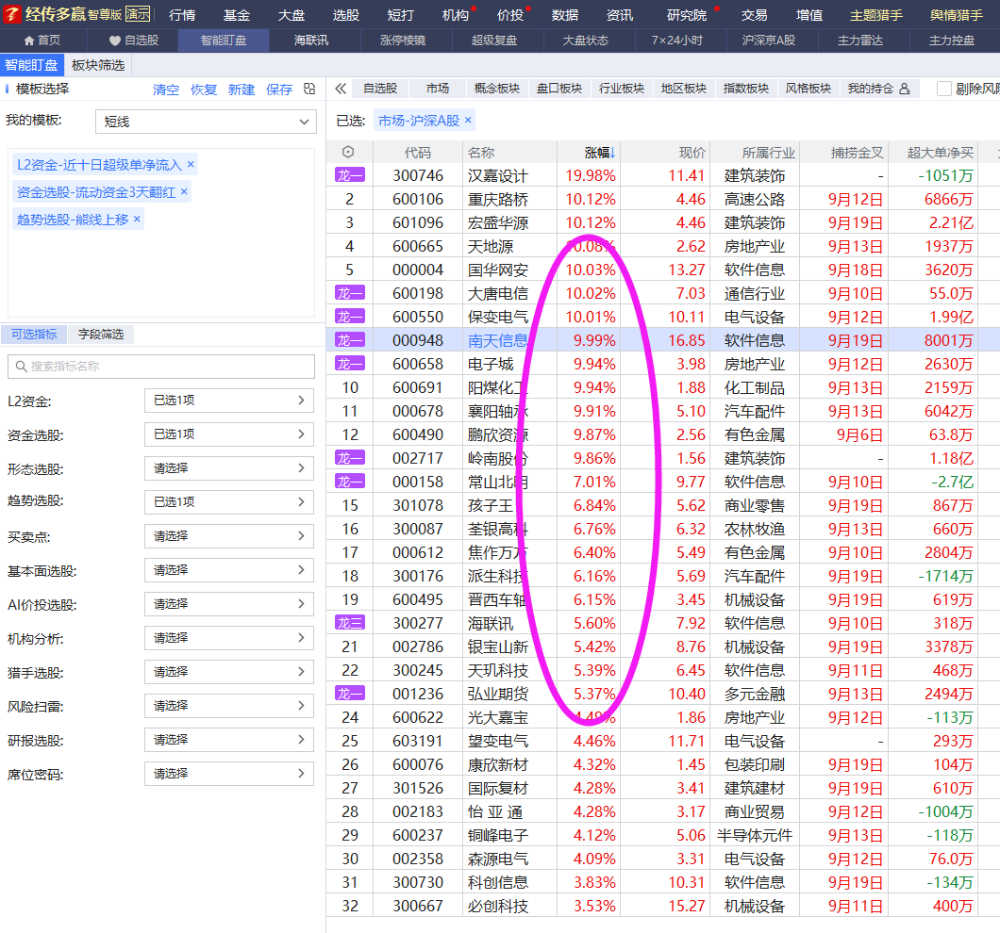 经传多赢 智尊版 演示 行情 基金 大盘 选股 短打 机构 价投 数据 资讯 研究院 交易 增值 主题猎手 舆情猎手
首页 自选股 智能盯盘 海联讯 涨停棱镜 超级复盘 大盘状态 7×24小时 沪深京A股 主力雷达 主力控盘
智能盯盘 板块筛选
模板选择 清空 恢复 新建 保存
我的模板: 短线
L2资金-近十日超级单净流入 ×
资金选股-流动资金3天翻红 ×
趋势选股-熊线上移 ×
可选指标 字段筛选
搜索指标名称
L2资金: 已选1项
资金选股: 已选1项
形态选股: 请选择
趋势选股: 已选1项
买卖点: 请选择
基本面选股: 请选择
AI价投选股: 请选择
机构分析: 请选择
猎手选股: 请选择
风险扫雷: 请选择
研报选股: 请选择
席位密码: 请选择
自选股 市场 概念板块 盘口板块 行业板块 地区板块 指数板块 风格板块 我的持仓 剔除风
已选: 市场-沪深A股 ×
代码 名称 涨幅↓ 现价 所属行业 捕捞金叉 超大单净买
龙一 300746 汉嘉设计 19.98% 11.41 建筑装饰 - -1051万
2 600106 重庆路桥 10.12% 4.46 高速公路 9月12日 6866万
3 601096 宏盛华源 10.12% 4.46 建筑装饰 9月19日 2.21亿
4 600665 天地源 10.08% 2.62 房地产业 9月13日 1937万
5 000004 国华网安 10.03% 13.27 软件信息 9月18日 3620万
龙一 600198 大唐电信 10.02% 7.03 通信行业 9月10日 55.0万
龙一 600550 保变电气 10.01% 10.11 电气设备 9月12日 1.99亿
龙一 000948 南天信息 9.99% 16.85 软件信息 9月19日 8001万
龙一 600658 电子城 9.94% 3.98 房地产业 9月12日 2630万
10 600691 阳煤化工 9.94% 1.88 化工制品 9月13日 2159万
11 000678 襄阳轴承 9.91% 5.10 汽车配件 9月13日 6042万
12 600490 鹏欣资源 9.87% 2.56 有色金属 9月6日 63.8万
龙一 002717 岭南股份 9.86% 1.56 建筑装饰 - 1.18亿
龙一 000158 常山北明 7.01% 9.77 软件信息 9月10日 -2.7亿
15 301078 孩子王 6.84% 5.62 商业零售 9月19日 867万
16 300087 荃银高科 6.76% 6.32 农林牧渔 9月13日 660万
17 000612 焦作万方 6.40% 5.49 有色金属 9月10日 2804万
18 300176 派生科技 6.16% 5.69 汽车配件 9月19日 -1714万
19 600495 晋西车轴 6.15% 3.45 机械设备 9月19日 619万
龙三 300277 海联讯 5.60% 7.92 软件信息 9月10日 318万
21 002786 银宝山新 5.42% 8.76 机械设备 9月19日 3378万
22 300245 天玑科技 5.39% 6.45 软件信息 9月11日 468万
龙一 001236 弘业期货 5.37% 10.40 多元金融 9月13日 2494万
24 600622 光大嘉宝 4.49% 1.86 房地产业 9月12日 -113万
25 603191 望变电气 4.46% 11.71 电气设备 - 293万
26 600076 康欣新材 4.32% 1.45 包装印刷 9月19日 104万
27 301526 国际复材 4.28% 3.41 建筑建材 9月19日 610万
28 002183 怡 亚 通 4.28% 3.17 商业贸易 9月12日 -1004万
29 600237 铜峰电子 4.12% 5.06 半导体元件 9月13日 -118万
30 002358 森源电气 4.09% 3.31 电气设备 9月12日 76.0万
31 300730 科创信息 3.83% 10.31 软件信息 9月19日 -134万
32 300667 必创科技 3.53% 15.27 机械设备 9月11日 400万